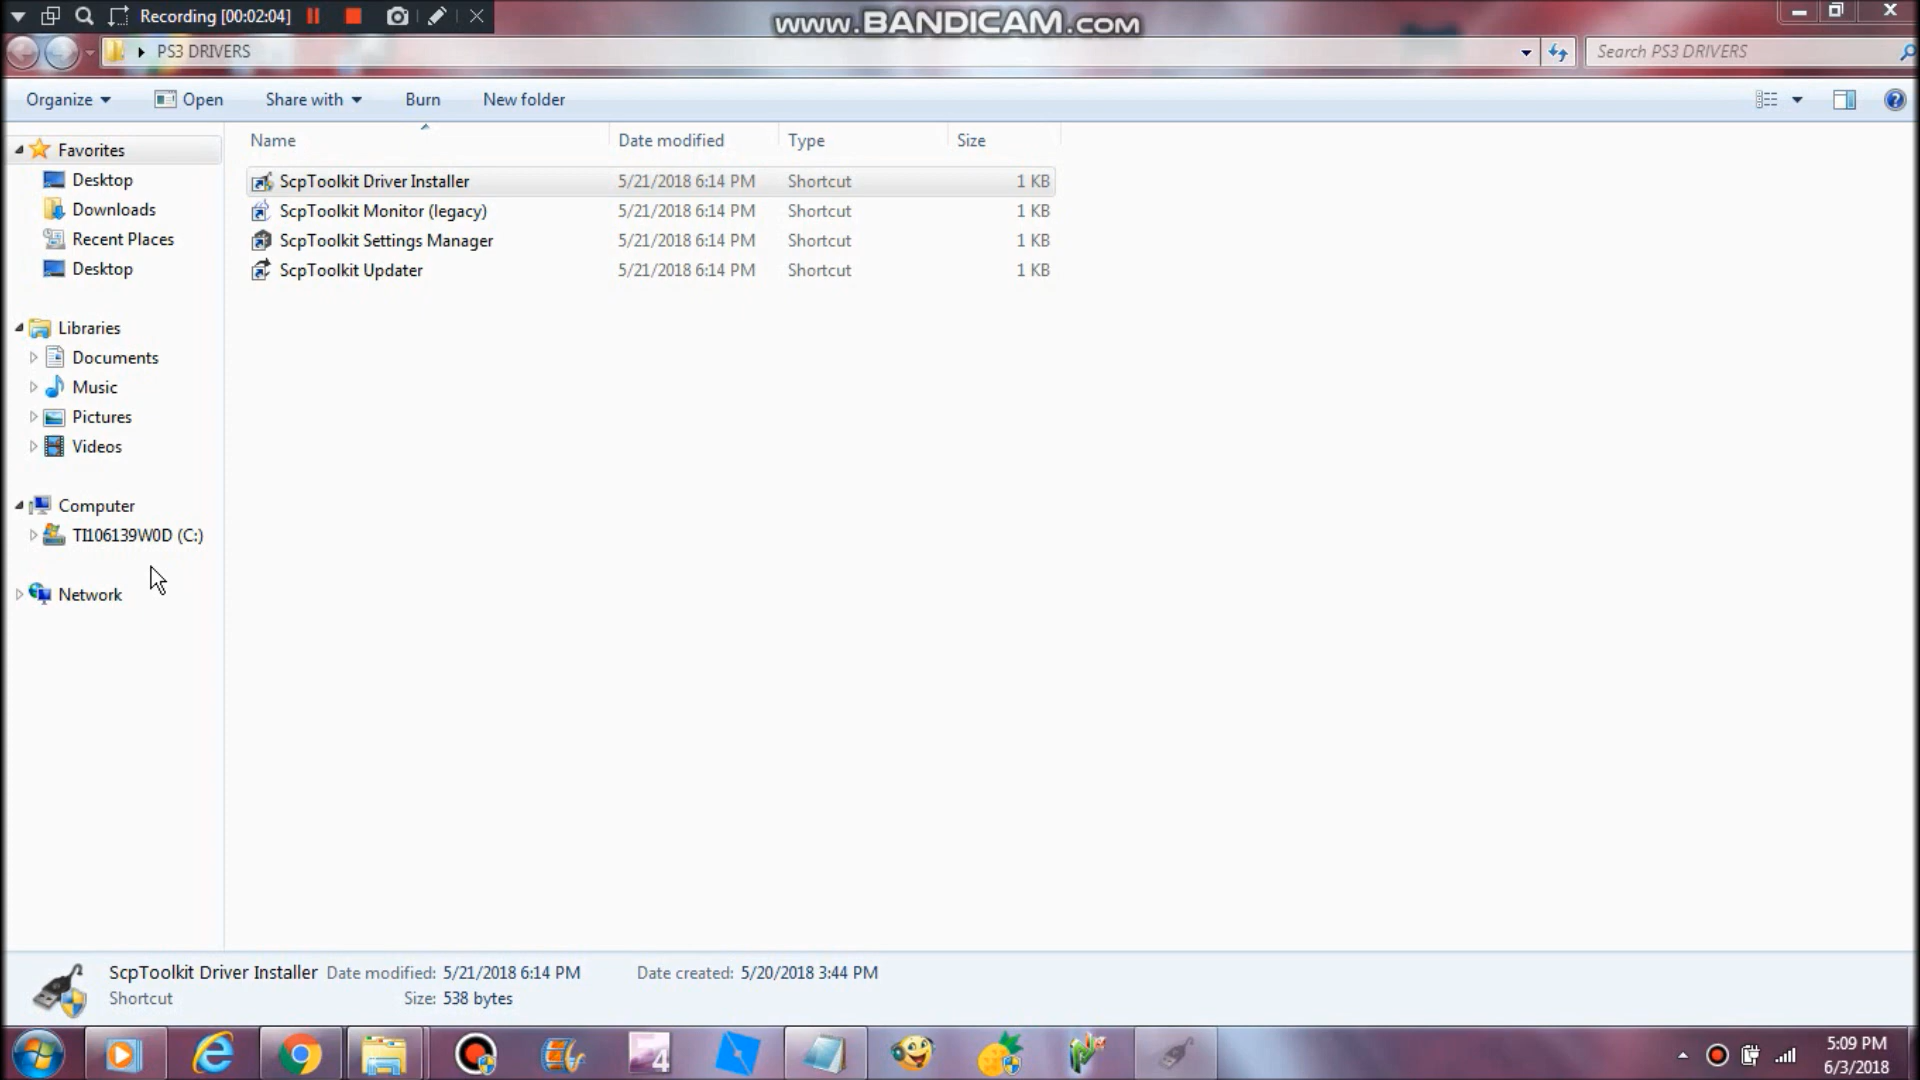 Recording [00:02:04]
www.BANDICAM.com
PS3 DRIVERS
Search PS3 DRIVERS
Organize Open Share with Burn New folder
Name Date modified Type Size
Favorites
Desktop
Downloads
Recent Places
Desktop
Libraries
Documents
Music
Pictures
Videos
Computer
TI106139W0D (C:)
Network
ScpToolkit Driver Installer 5/21/2018 6:14 PM Shortcut 1 KB
ScpToolkit Monitor (legacy) 5/21/2018 6:14 PM Shortcut 1 KB
ScpToolkit Settings Manager 5/21/2018 6:14 PM Shortcut 1 KB
ScpToolkit Updater 5/21/2018 6:14 PM Shortcut 1 KB
ScpToolkit Driver Installer Date modified: 5/21/2018 6:14 PM Date created: 5/20/2018 3:44 PM
Shortcut Size: 538 bytes
4
5:09 PM
6/3/2018